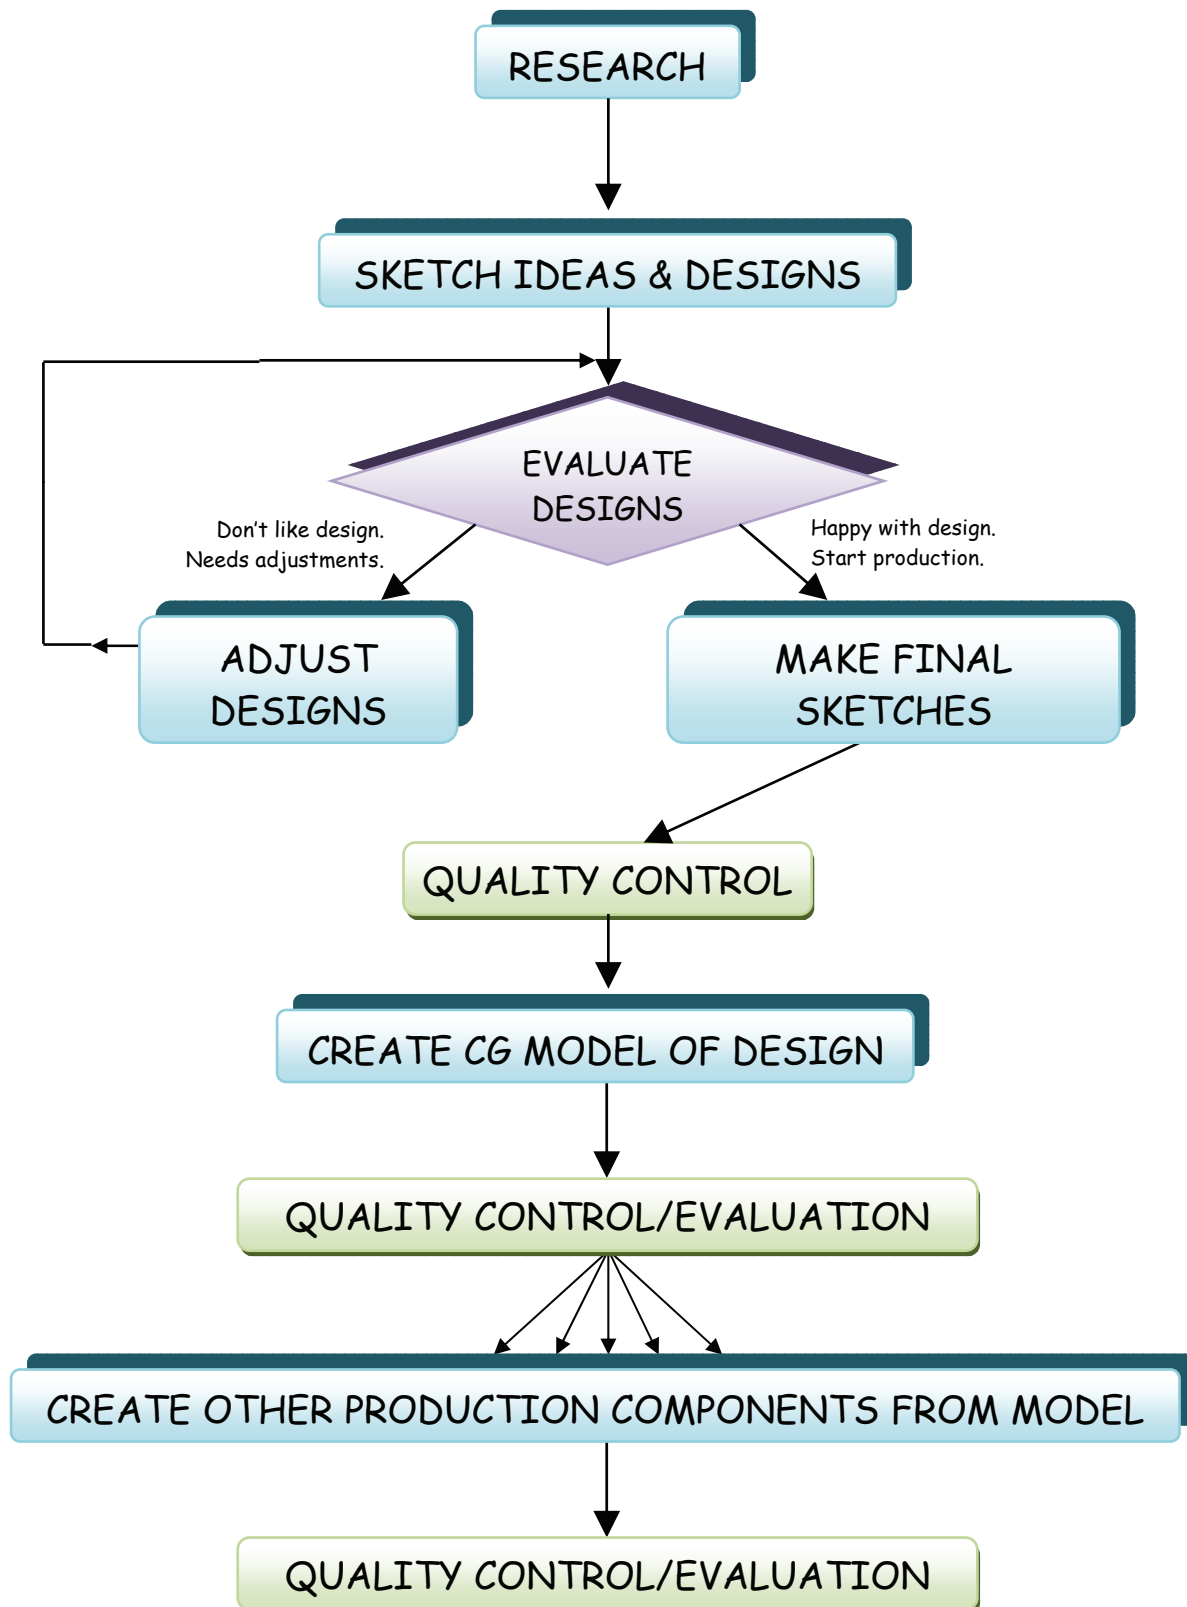 RESEARCH
SKETCH IDEAS & DESIGNS
EVALUATE
DESIGNS
Don't like design.
Needs adjustments.
Happy with design.
Start production.
ADJUST
DESIGNS
MAKE FINAL
SKETCHES
QUALITY CONTROL
CREATE CG MODEL OF DESIGN
QUALITY CONTROL/EVALUATION
CREATE OTHER PRODUCTION COMPONENTS FROM MODEL
QUALITY CONTROL/EVALUATION